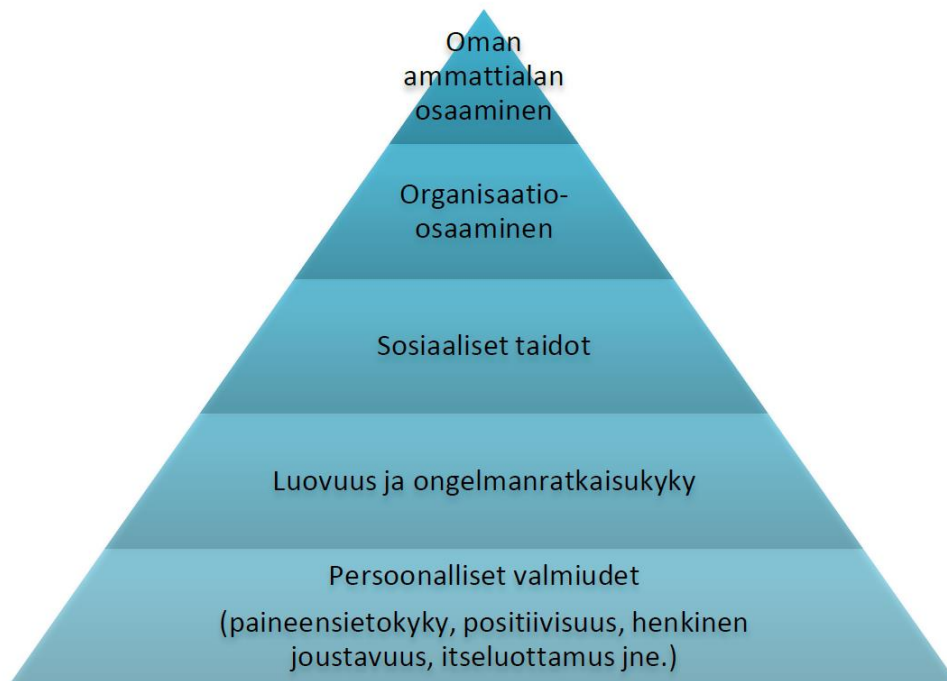 Oman
ammattialan
osaaminen
Organisaatio-
osaaminen
Sosiaaliset taidot
Luovuus ja ongelmanratkaisukyky
Persoonalliset valmiudet
(paineensietokyky, positiivisuus, henkinen
joustavuus, itseluottamus jne.)